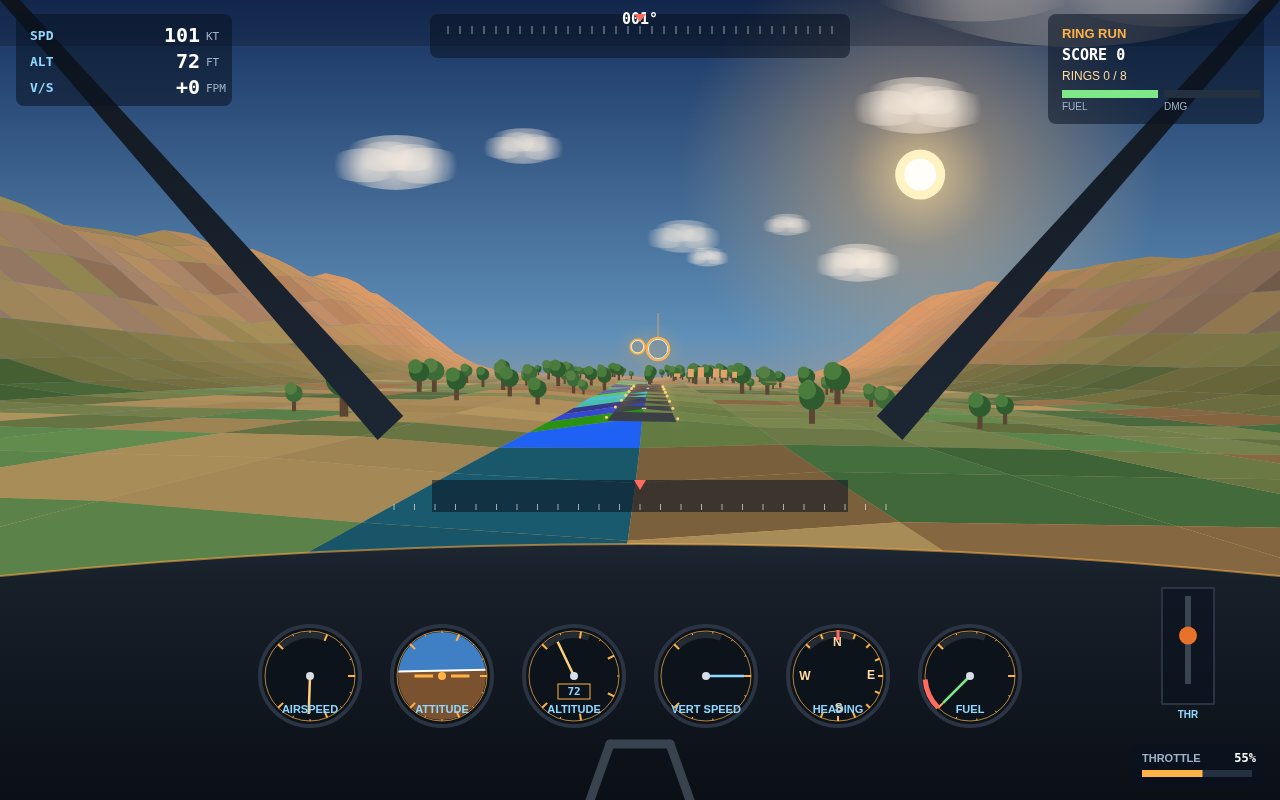 SPD 101 KT
ALT 72 FT
V/S +0 FPM
001°
RING RUN
SCORE 0
RINGS 0 / 8
FUEL DMG
AIRSPEED
ATTITUDE
72
ALTITUDE
VERT SPEED
N
W E
S
HEADING
FUEL
THR
THROTTLE 55%